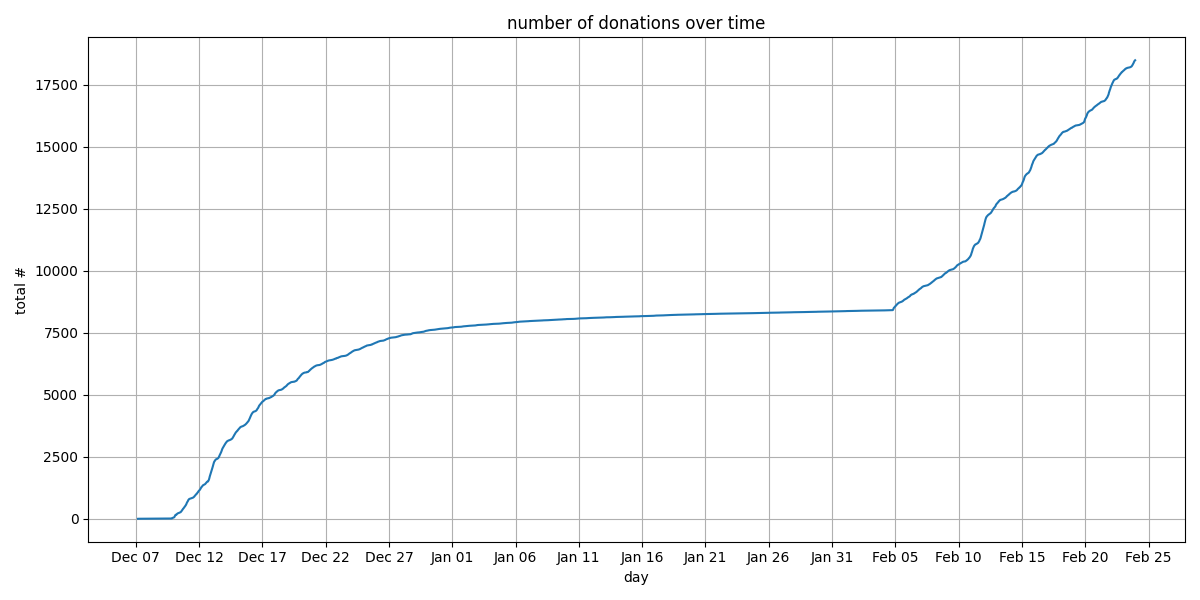 number of donations over time
total #
17500
15000
12500
10000
7500
5000
2500
0
Dec 07 Dec 12 Dec 17 Dec 22 Dec 27 Jan 01 Jan 06 Jan 11 Jan 16 Jan 21 Jan 26 Jan 31 Feb 05 Feb 10 Feb 15 Feb 20 Feb 25
day